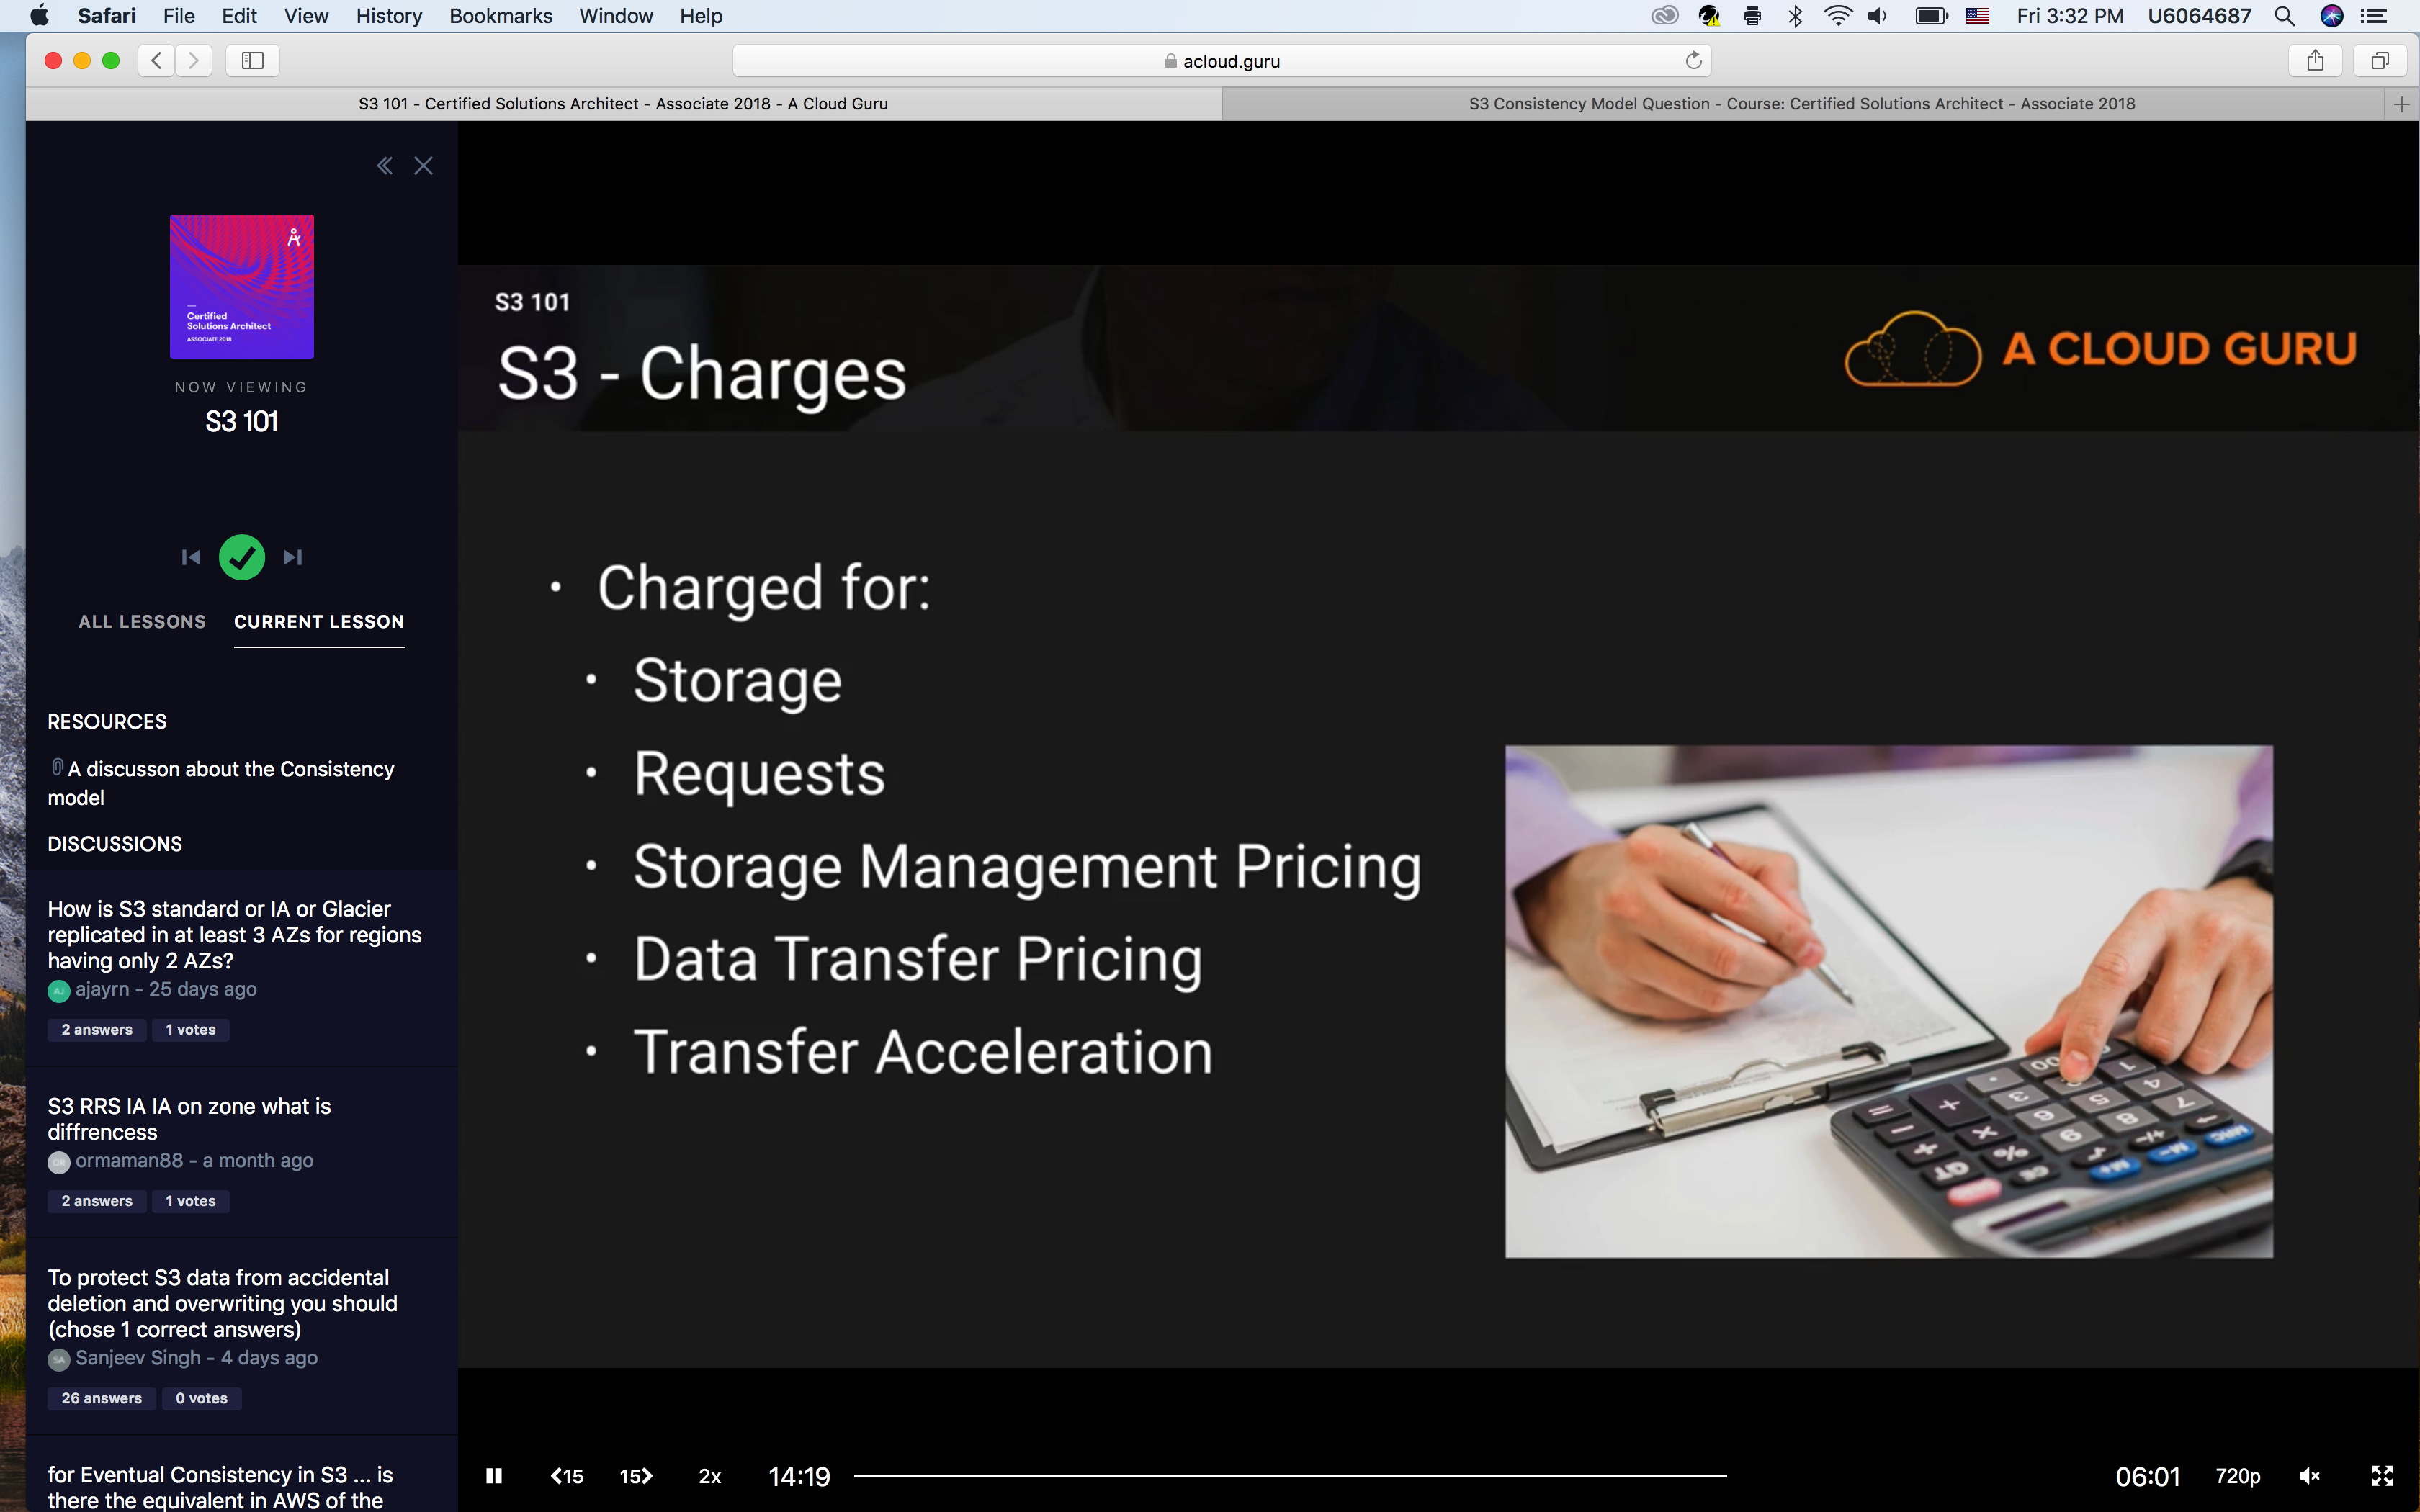 Safari File Edit View History Bookmarks Window Help Fri 3:32 PM U6064687
acloud.guru
S3 101 - Certified Solutions Architect - Associate 2018 - A Cloud Guru
S3 Consistency Model Question - Course: Certified Solutions Architect - Associate 2018
Certified
Solutions Architect
ASSOCIATE 2018
NOW VIEWING
S3 101
ALL LESSONS CURRENT LESSON
RESOURCES
A discusson about the Consistency
model
DISCUSSIONS
How is S3 standard or IA or Glacier
replicated in at least 3 AZs for regions
having only 2 AZs?
AJ ajayrn - 25 days ago
2 answers 1 votes
S3 RRS IA IA on zone what is
diffrencess
OR ormaman88 - a month ago
2 answers 1 votes
To protect S3 data from accidental
deletion and overwriting you should
(chose 1 correct answers)
SA Sanjeev Singh - 4 days ago
26 answers 0 votes
for Eventual Consistency in S3 ... is
there the equivalent in AWS of the
S3 101
S3 - Charges
A CLOUD GURU
• Charged for:
• Storage
• Requests
• Storage Management Pricing
• Data Transfer Pricing
• Transfer Acceleration
15 15 2x 14:19 06:01 720p